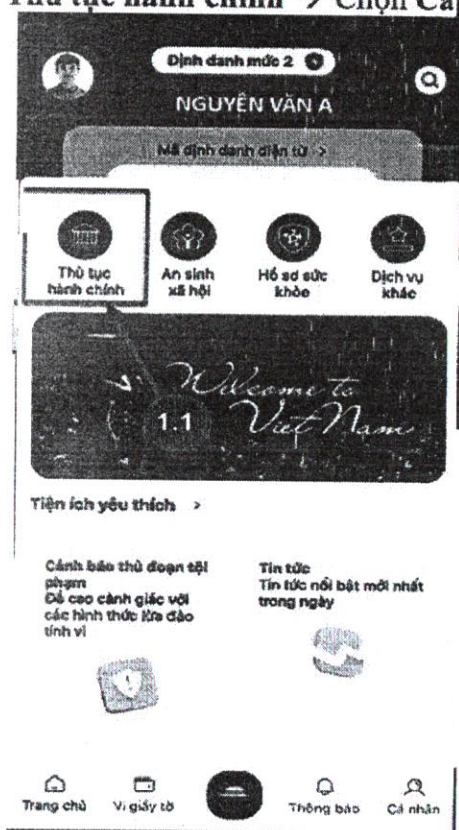 Thủ tục hành chính → Chọn Cấ
Định danh mức 2
NGUYỄN VĂN A
Mã định danh điện tử >
Thủ tục
hành chính
An sinh
xã hội
Hồ sơ sức
khỏe
Dịch vụ
khác
Welcome to
Viet Nam
1.1
Tiện ích yêu thích >
Cảnh báo thủ đoạn tội
phạm
Đề cao cảnh giác với
các hình thức lừa đảo
tinh vi
Tin tức
Tin tức nổi bật mới nhất
trong ngày
Trang chủ
Ví giấy tờ
Thông báo
Cá nhân